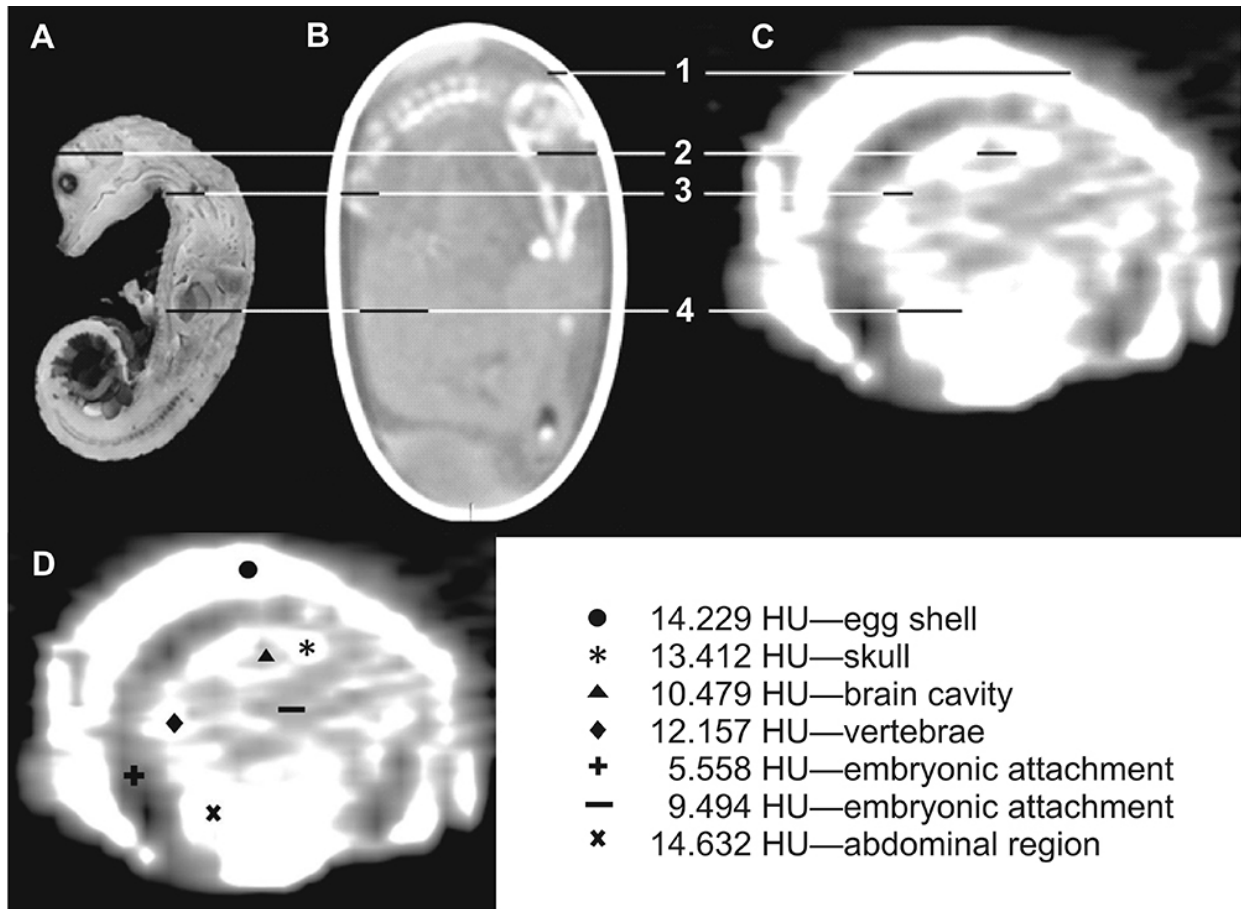 A
B
C
1
2
3
4
D
14.229 HU—egg shell
13.412 HU—skull
10.479 HU—brain cavity
12.157 HU—vertebrae
5.558 HU—embryonic attachment
9.494 HU—embryonic attachment
14.632 HU—abdominal region